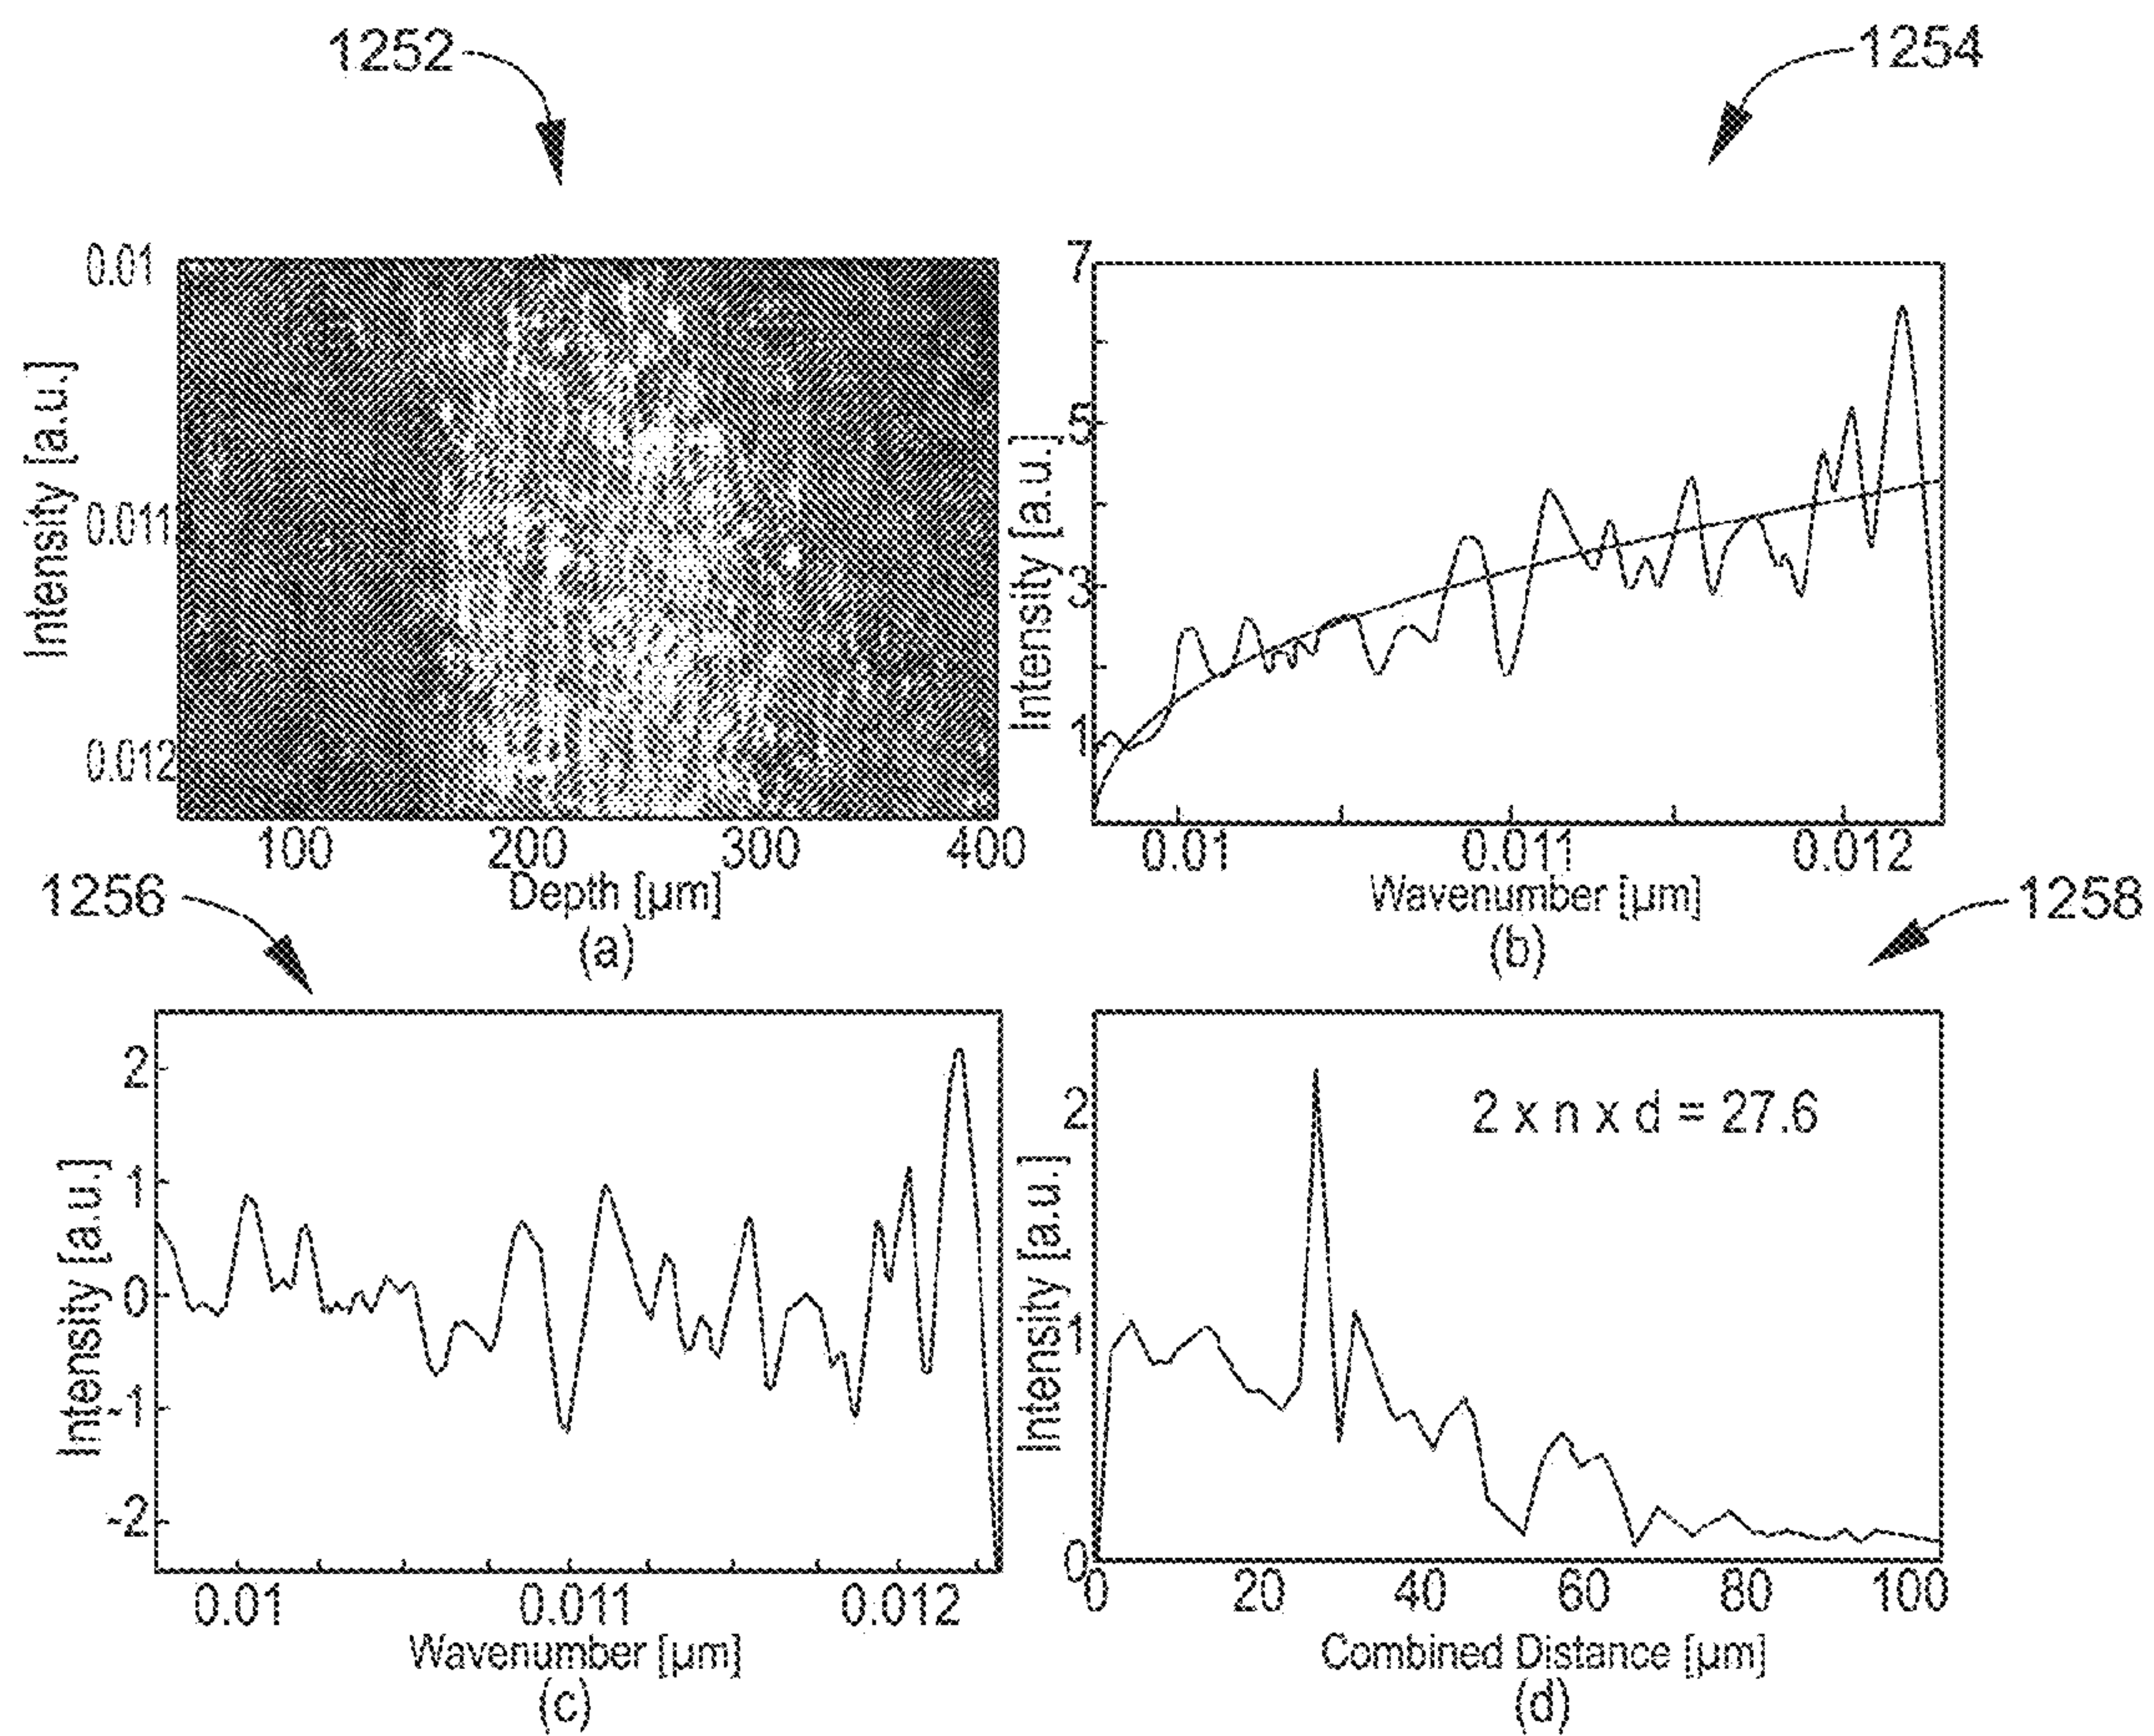 1252
1254
0.01
0.011
0.012
Intensity [a.u.]
100 200 300 400
Depth [µm]
(a)
7
5
3
1
Intensity [a.u.]
0.01 0.011 0.012
Wavenumber [µm]
(b)
1256
1258
2
1
0
-1
-2
Intensity [a.u.]
0.01 0.011 0.012
Wavenumber [µm]
(c)
2 x n x d = 27.6
2
1
0
Intensity [a.u.]
0 20 40 60 80 100
Combined Distance [µm]
(d)